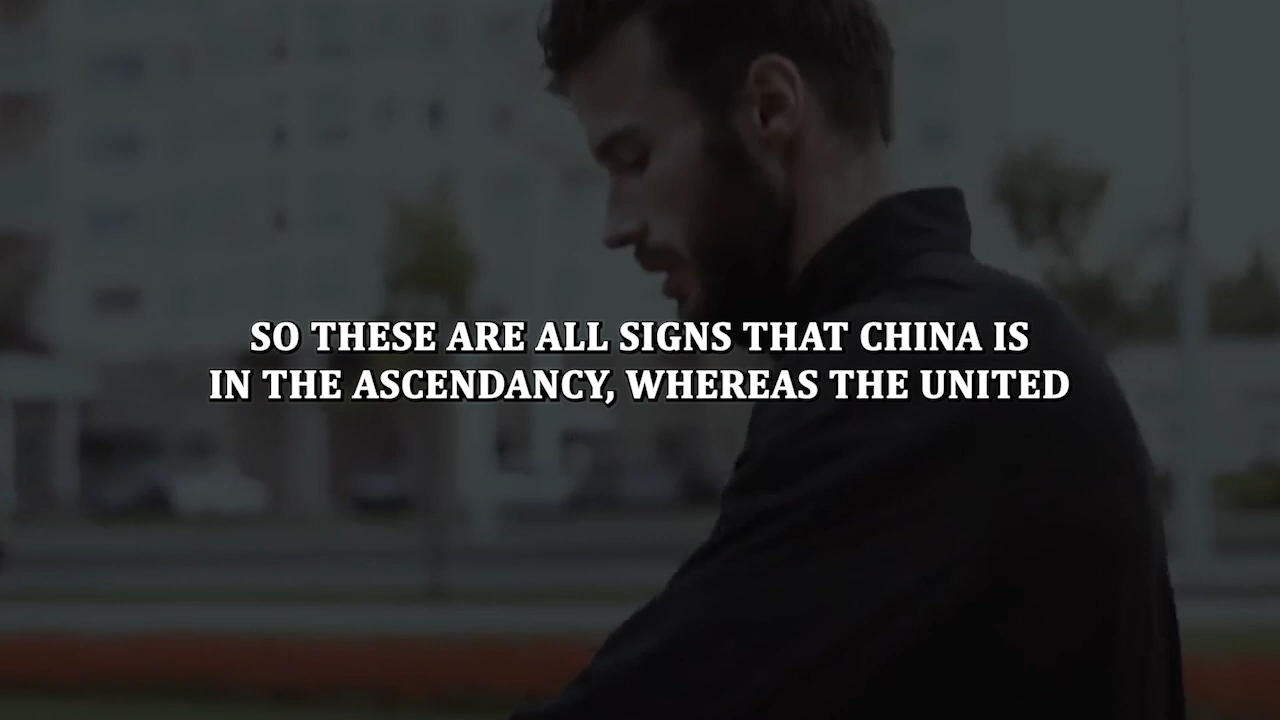 SO THESE ARE ALL SIGNS THAT CHINA IS
IN THE ASCENDANCY, WHEREAS THE UNITED